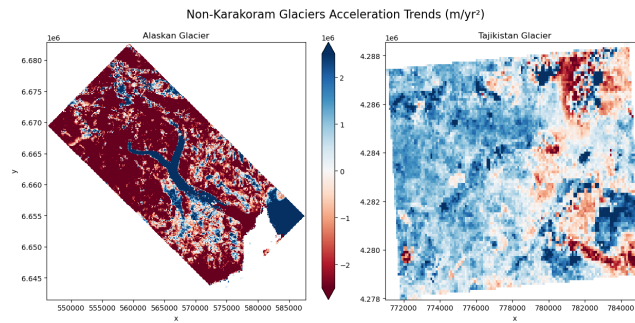 Non-Karakoram Glaciers Acceleration Trends (m/yr²)
Alaskan Glacier
1e6
6.680
6.675
6.670
6.665
6.660
6.655
6.650
6.645
y
550000 555000 560000 565000 570000 575000 580000 585000
x
1e6
2
1
0
−1
−2
Tajikistan Glacier
1e6
4.288
4.286
4.284
4.282
4.280
4.278
772000 774000 776000 778000 780000 782000 784000
x